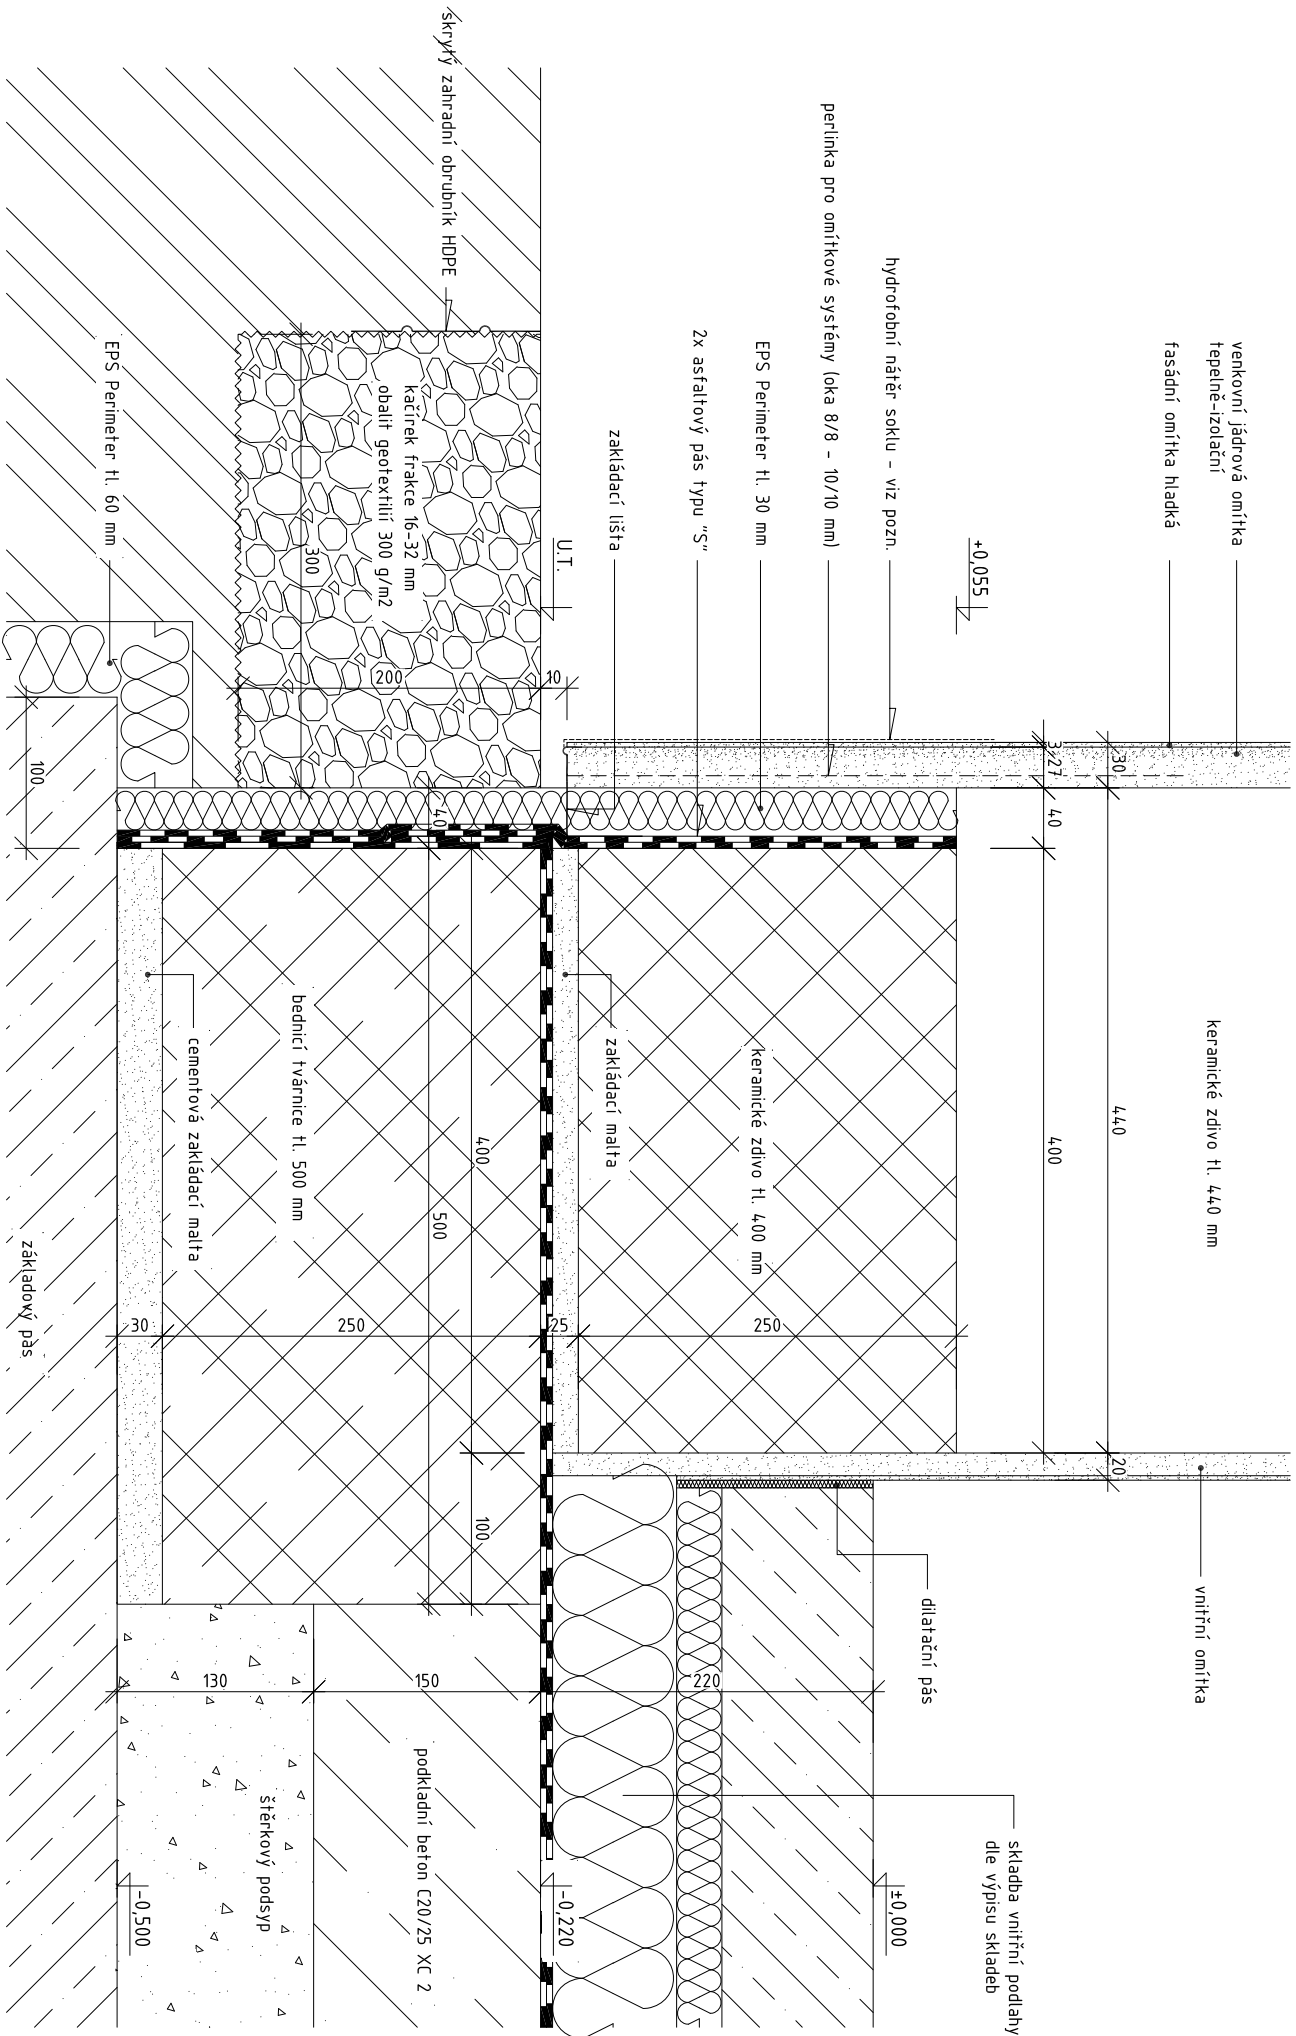 keramické zdivo tl. 440 mm
vnitřní omítka
venkovní jádrová omítka
tepelně-izolační
fasádní omítka hladká
30
440
20
3
27
40
400
+0,055
hydrofobní nátěr soklu - viz pozn.
perlinka pro omítkové systémy (oka 8/8 - 10/10 mm)
EPS Perimeter tl. 30 mm
2x asfaltový pás typu "S"
zakládací lišta
U.T.
10
200
keramické zdivo tl. 400 mm
250
zakládací malta
25
dilatační pás
skladba vnitřní podlahy
dle výpisu skladeb
±0,000
220
-0,220
skrytý zahradní obrubník HDPE
kačírek frakce 16-32 mm
obalit geotextilií 300 g/m2
300
40
400
100
500
250
bednicí tvárnice tl. 500 mm
podkladní beton C20/25 XC 2
150
štěrkový podsyp
130
cementová zakládací malta
30
-0,500
EPS Perimeter tl. 60 mm
100
základový pás